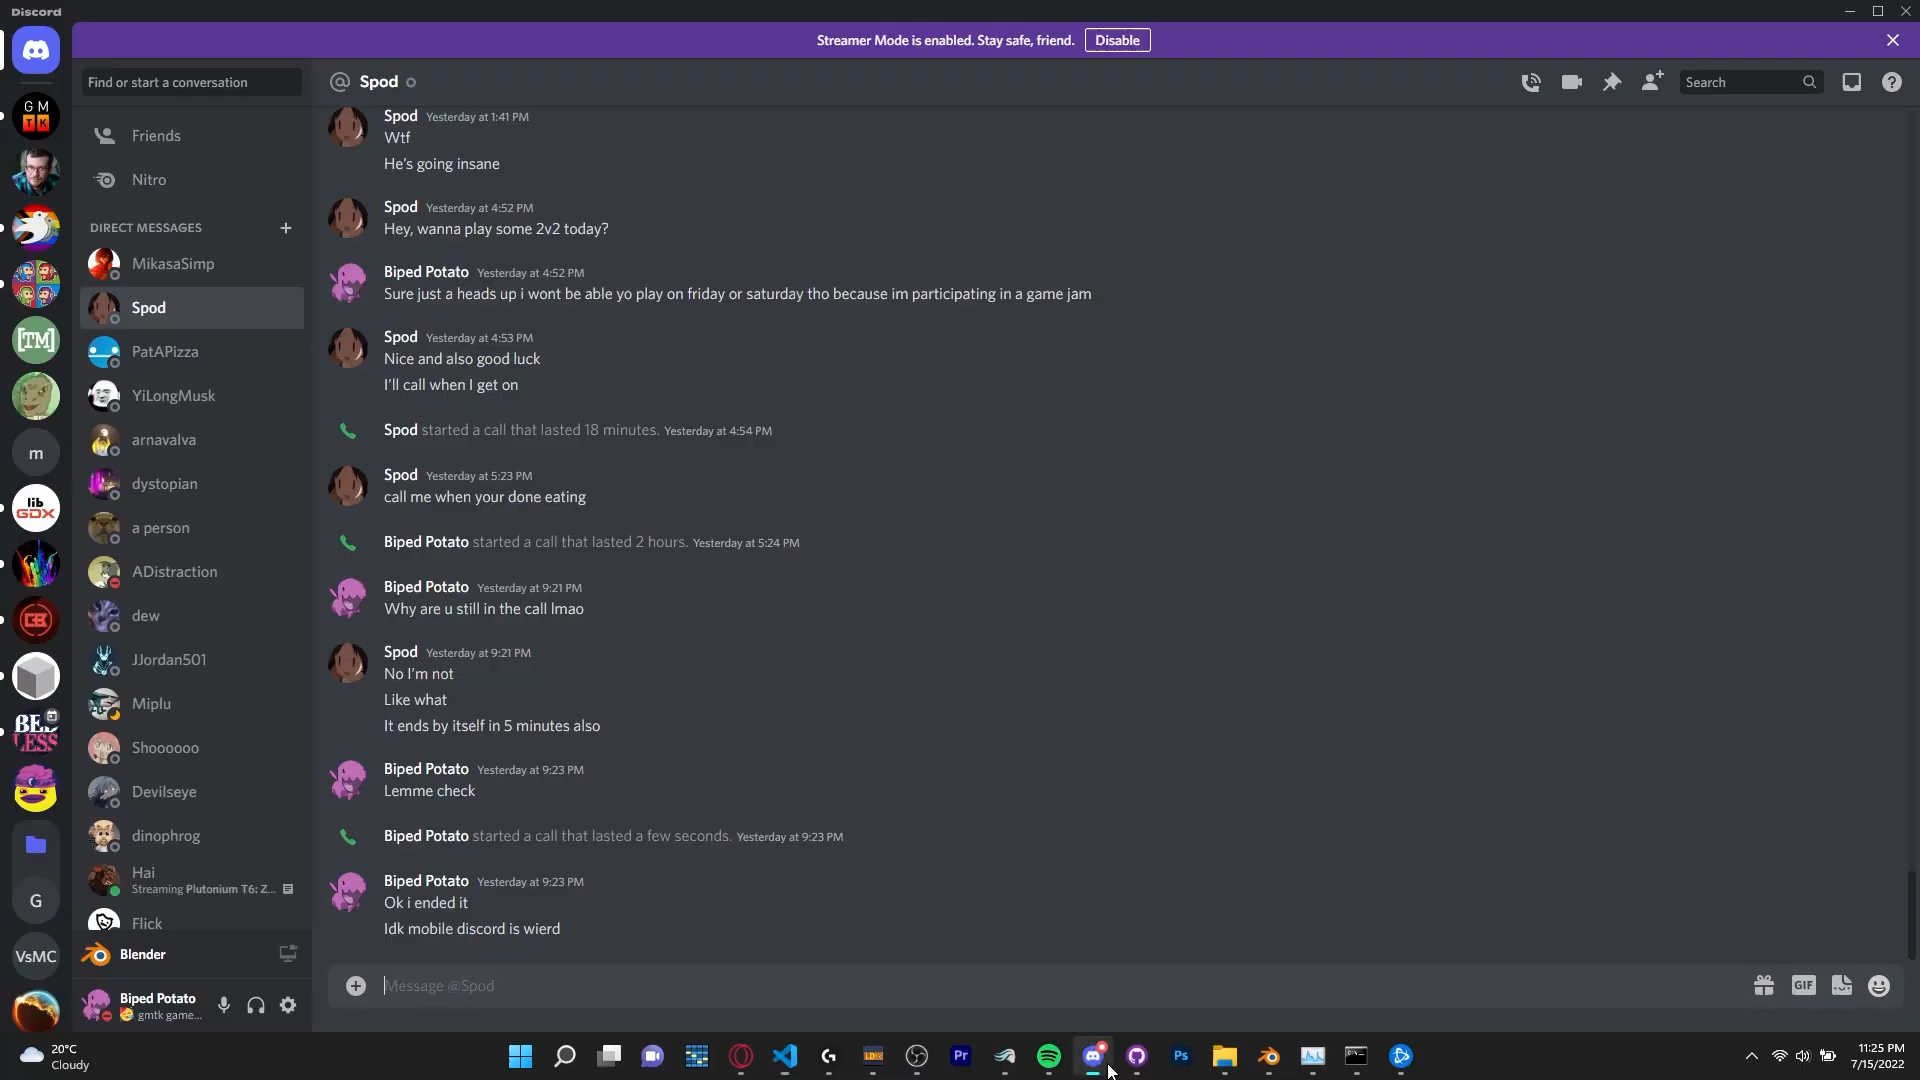 Discord
Streamer Mode is enabled. Stay safe, friend.
Disable
Find or start a conversation
Spod
Search
Friends
Nitro
DIRECT MESSAGES
MikasaSimp
Spod
PatAPizza
YiLongMusk
arnavalva
dystopian
a person
ADistraction
dew
JJordan501
Miplu
Shoooooo
Devilseye
dinophrog
Hai
Streaming Plutonium T6: Z...
Flick
Blender
Biped Potato
gmtk game...
G M
T K
[TM]
m
lib
GDX
CB
BED
LESS
G
VsMC
Spod Yesterday at 1:41 PM
Wtf
He's going insane
Spod Yesterday at 4:52 PM
Hey, wanna play some 2v2 today?
Biped Potato Yesterday at 4:52 PM
Sure just a heads up i wont be able yo play on friday or saturday tho because im participating in a game jam
Spod Yesterday at 4:53 PM
Nice and also good luck
I'll call when I get on
Spod started a call that lasted 18 minutes. Yesterday at 4:54 PM
Spod Yesterday at 5:23 PM
call me when your done eating
Biped Potato started a call that lasted 2 hours. Yesterday at 5:24 PM
Biped Potato Yesterday at 9:21 PM
Why are u still in the call lmao
Spod Yesterday at 9:21 PM
No I'm not
Like what
It ends by itself in 5 minutes also
Biped Potato Yesterday at 9:23 PM
Lemme check
Biped Potato started a call that lasted a few seconds. Yesterday at 9:23 PM
Biped Potato Yesterday at 9:23 PM
Ok i ended it
Idk mobile discord is wierd
Message @Spod
GIF
20°C
Cloudy
Pr
Ps
11:25 PM
7/15/2022